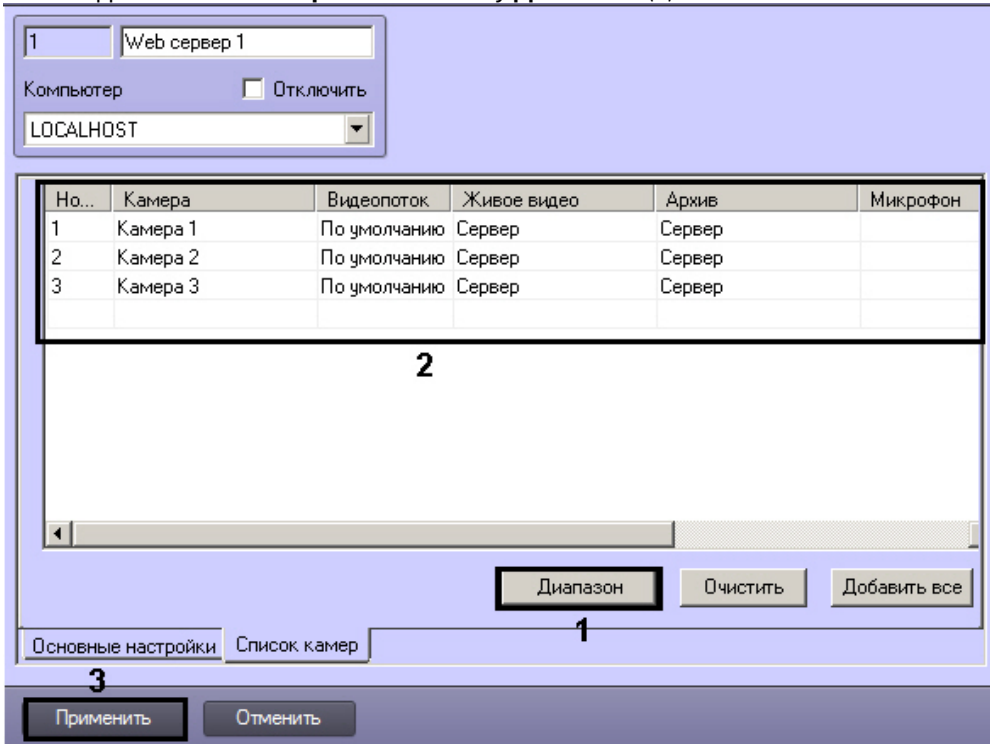 1 Web сервер 1
Компьютер Отключить
LOCALHOST
Но... Камера Видеопоток Живое видео Архив Микрофон
1 Камера 1 По умолчанию Сервер Сервер
2 Камера 2 По умолчанию Сервер Сервер
3 Камера 3 По умолчанию Сервер Сервер
2
Диапазон Очистить Добавить все
1
Основные настройки Список камер
3
Применить Отменить